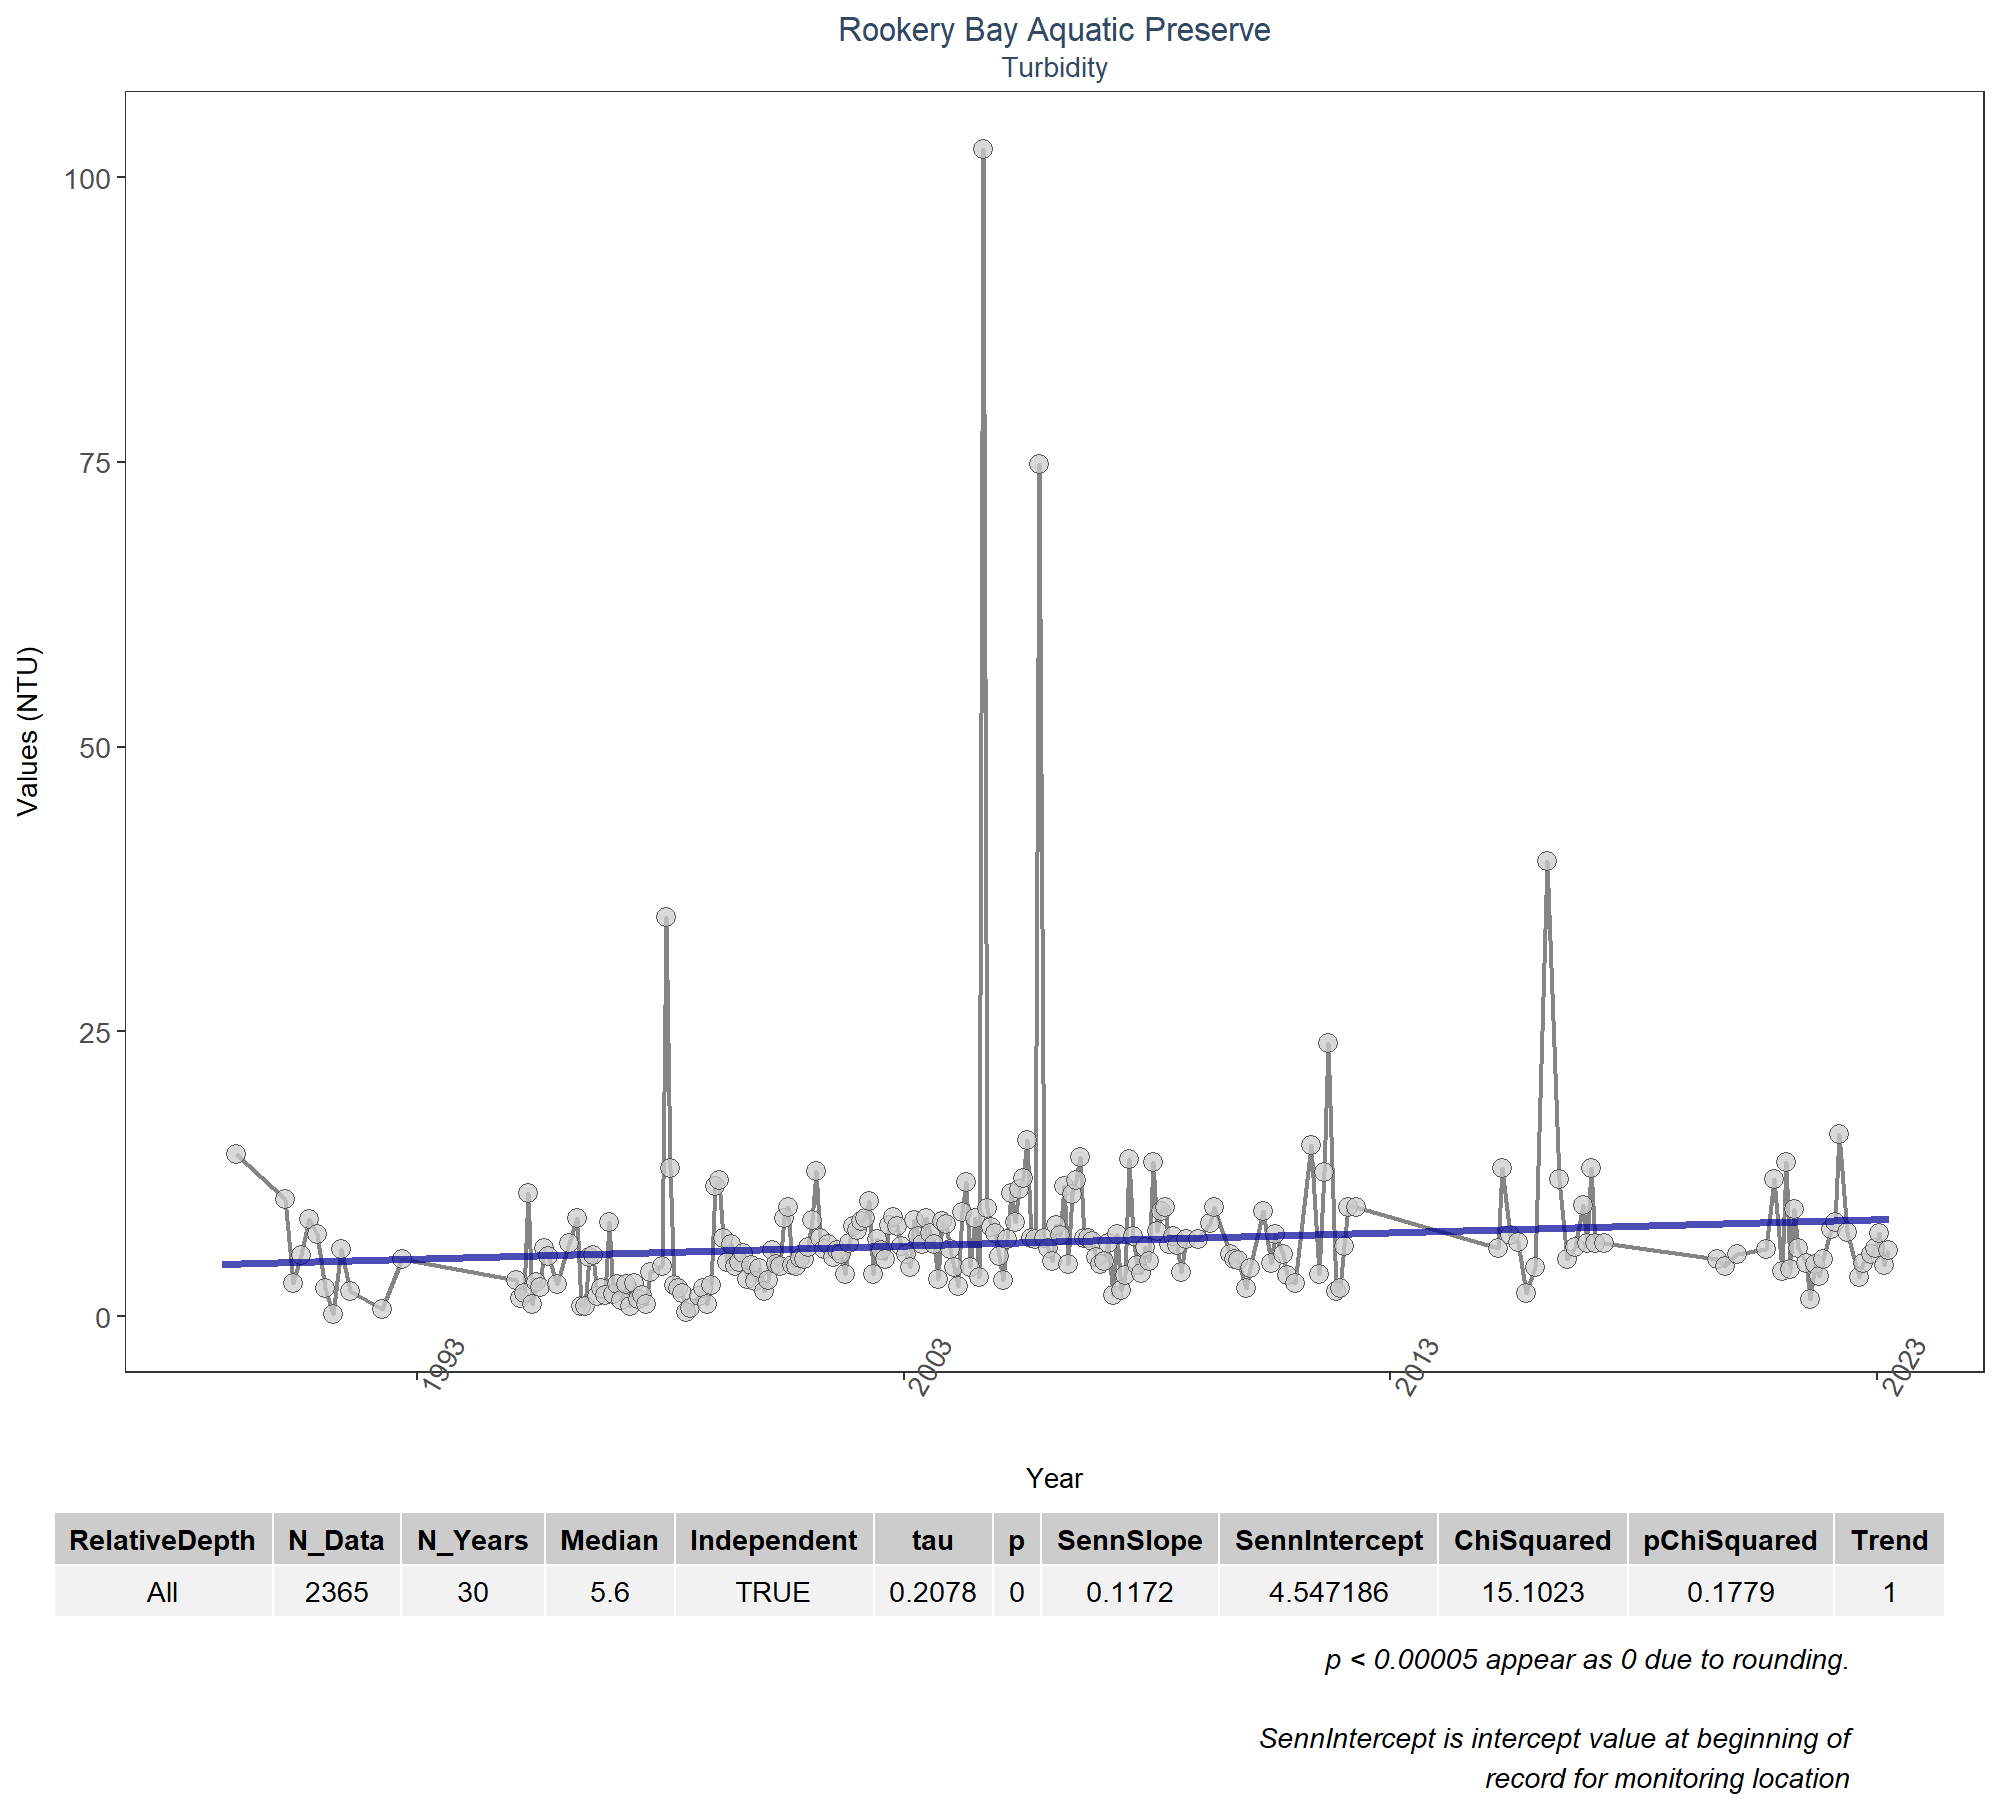 Rookery Bay Aquatic Preserve
Turbidity
100
75
50
25
0
Values (NTU)
1993
2003
2013
2023
Year
RelativeDepth N_Data N_Years Median Independent tau p SennSlope SennIntercept ChiSquared pChiSquared Trend
All 2365 30 5.6 TRUE 0.2078 0 0.1172 4.547186 15.1023 0.1779 1
p < 0.00005 appear as 0 due to rounding.
SennIntercept is intercept value at beginning of
record for monitoring location